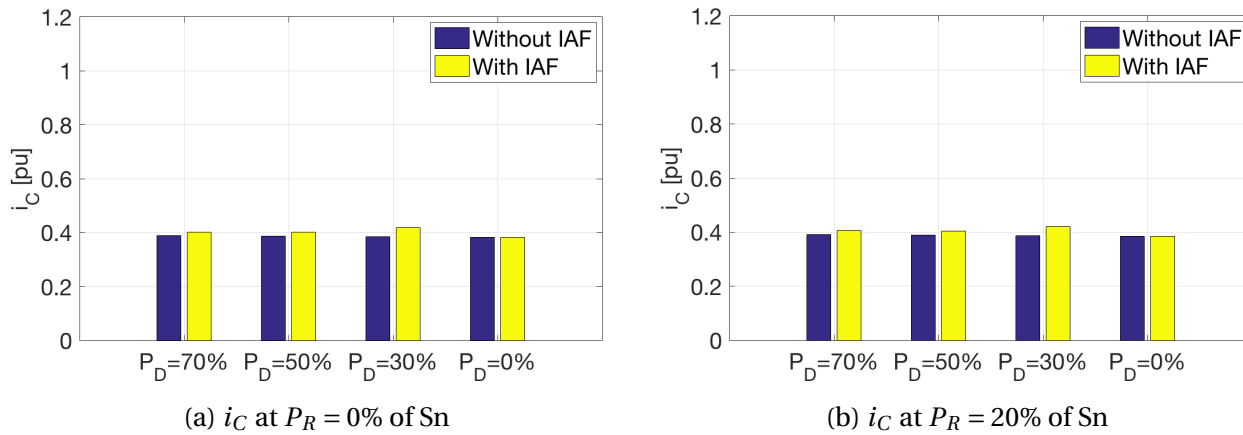 1.2
1
0.8
0.6
0.4
0.2
0
i_C [pu]
Without IAF
With IAF
P_D=70% P_D=50% P_D=30% P_D=0%
(a) i_C at P_R = 0% of Sn
1.2
1
0.8
0.6
0.4
0.2
0
i_C [pu]
Without IAF
With IAF
P_D=70% P_D=50% P_D=30% P_D=0%
(b) i_C at P_R = 20% of Sn